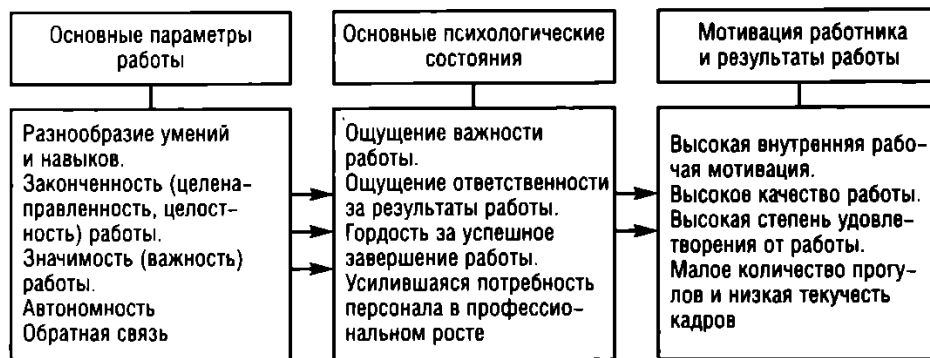 Основные параметры
работы
Основные психологические
состояния
Мотивация работника
и результаты работы
Разнообразие умений
и навыков.
Законченность (целена-
правленность, целост-
ность) работы.
Значимость (важность)
работы.
Автономность
Обратная связь
Ощущение важности
работы.
Ощущение ответственности
за результаты работы.
Гордость за успешное
завершение работы.
Усилившаяся потребность
персонала в профессио-
нальном росте
Высокая внутренняя рабо-
чая мотивация.
Высокое качество работы.
Высокая степень удовле-
творения от работы.
Малое количество прогу-
лов и низкая текучесть
кадров